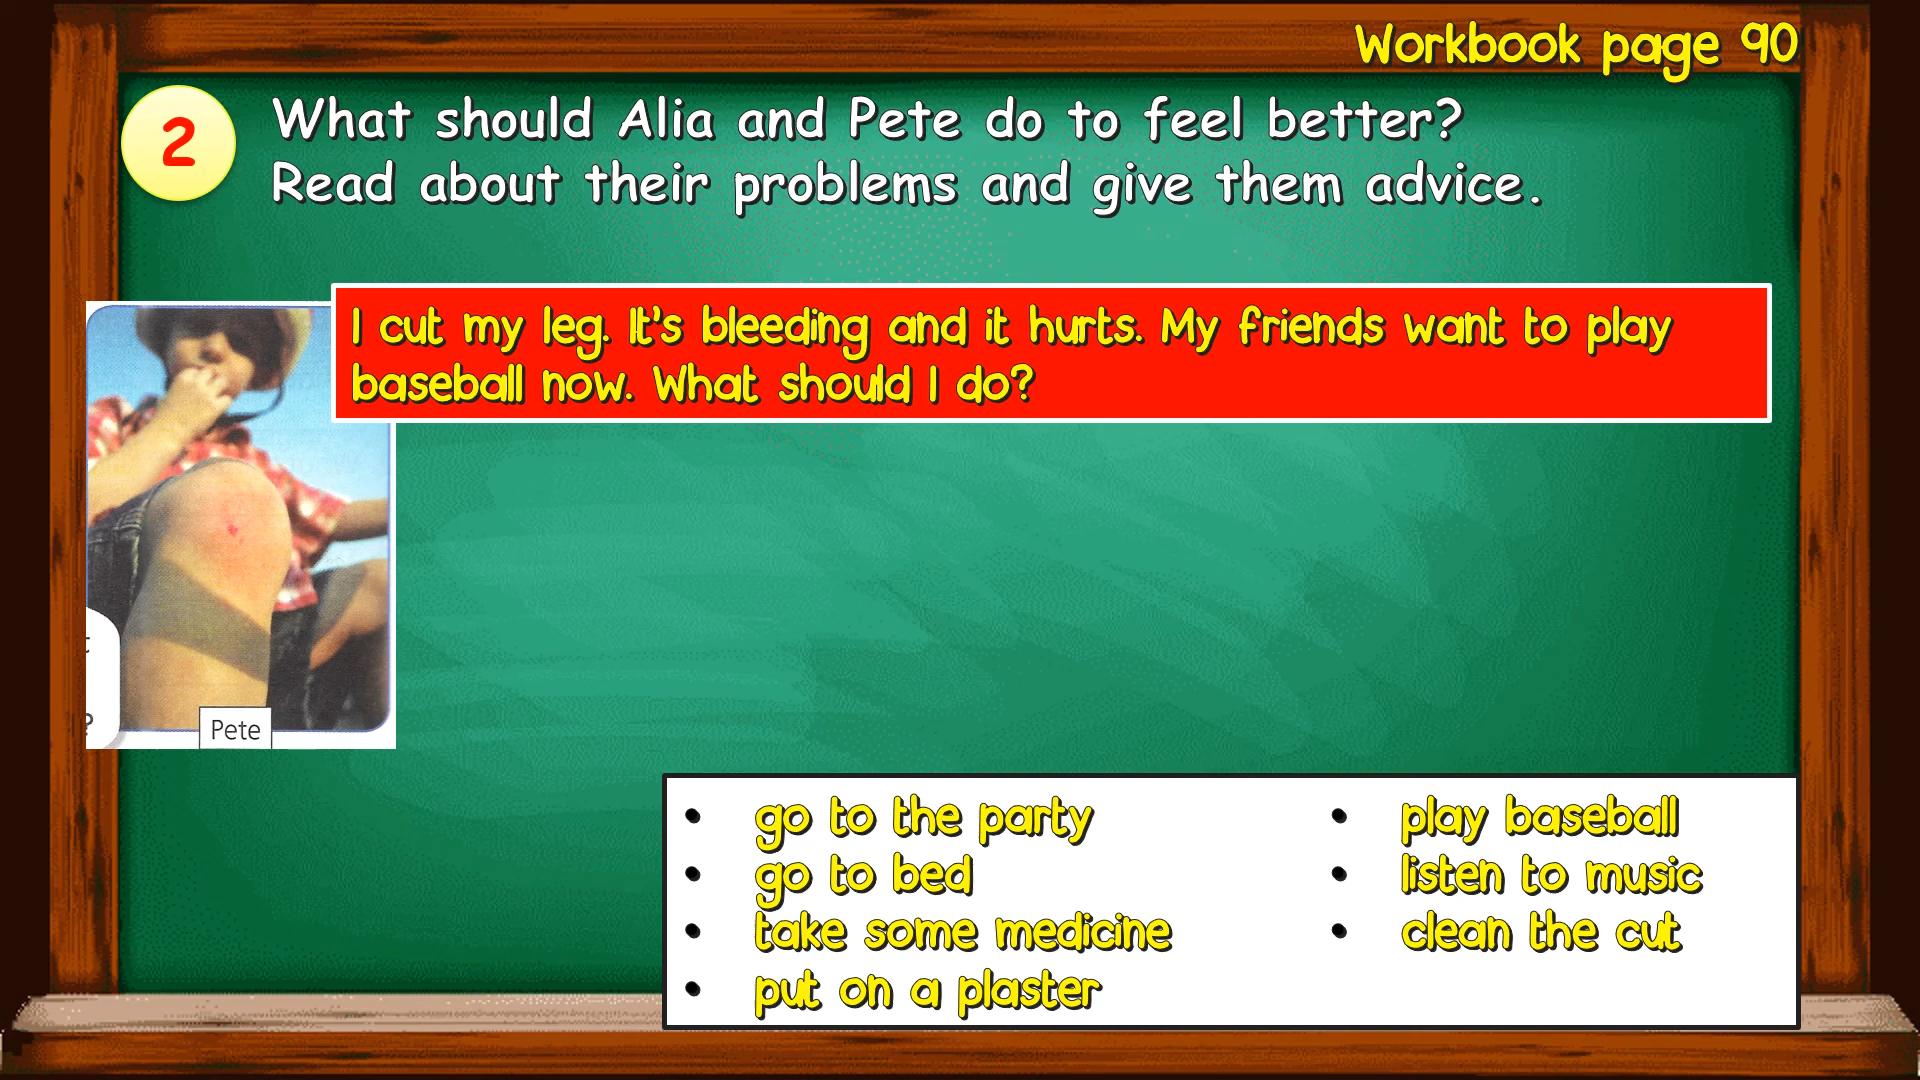 Workbook page 90
2
What should Alia and Pete do to feel better?
Read about their problems and give them advice.
I cut my leg. It's bleeding and it hurts. My friends want to play
baseball now. What should I do?
?
Pete
• go to the party
• go to bed
• take some medicine
• put on a plaster
• play baseball
• listen to music
• clean the cut